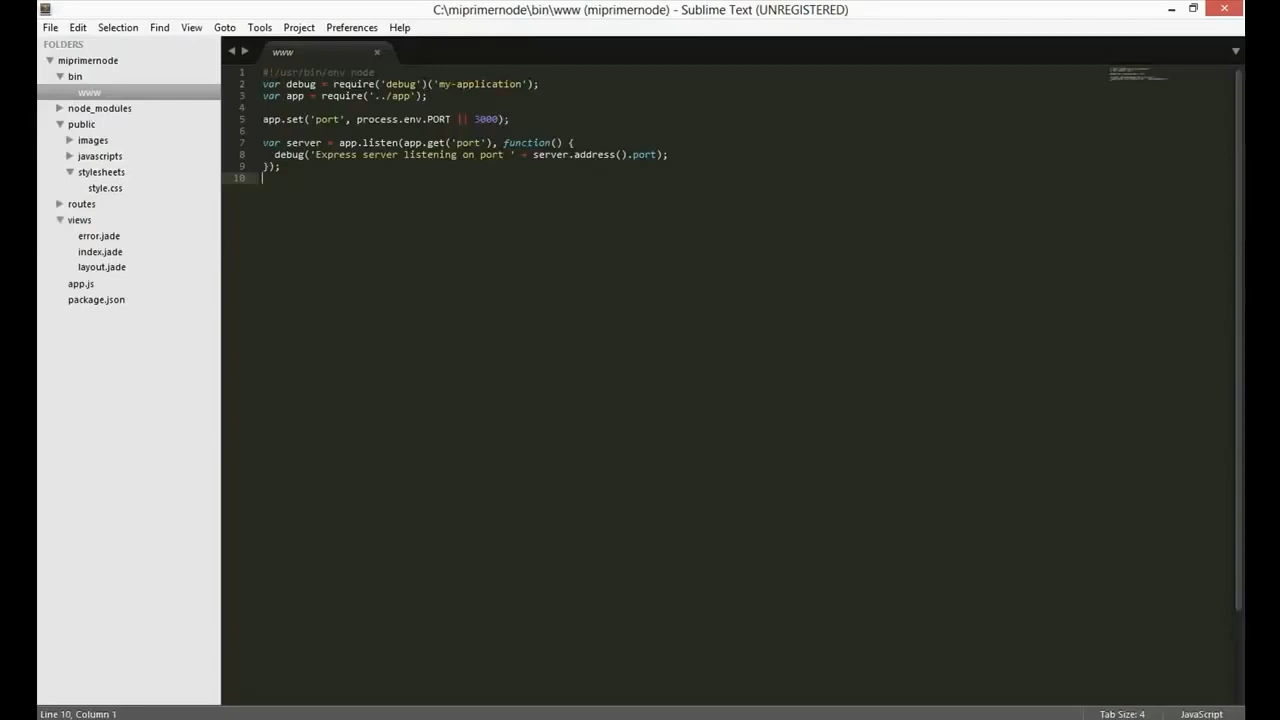 C:\miprimernode\bin\www (miprimernode) - Sublime Text (UNREGISTERED)
File Edit Selection Find View Goto Tools Project Preferences Help
FOLDERS
miprimernode
bin
www
node_modules
public
images
javascripts
stylesheets
style.css
routes
views
error.jade
index.jade
layout.jade
app.js
package.json
www
1 #!/usr/bin/env node
2 var debug = require('debug')('my-application');
3 var app = require('../app');
4
5 app.set('port', process.env.PORT || 3000);
6
7 var server = app.listen(app.get('port'), function() {
8 debug('Express server listening on port ' + server.address().port);
9 });
10
Line 10, Column 1
Tab Size: 4
JavaScript